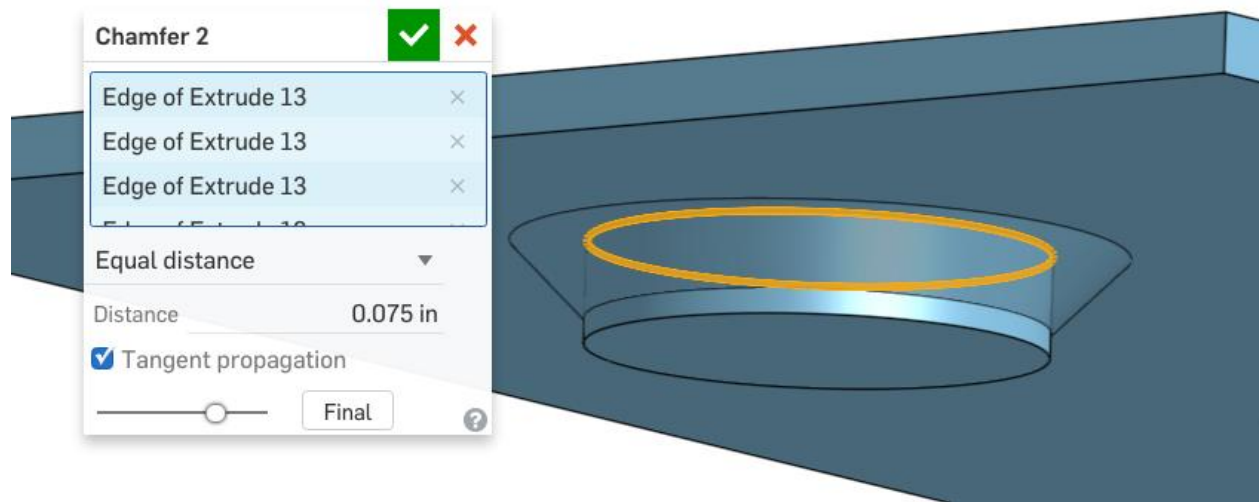 Chamfer 2
Edge of Extrude 13
Edge of Extrude 13
Edge of Extrude 13
Equal distance
Distance 0.075 in
Tangent propagation
Final
?